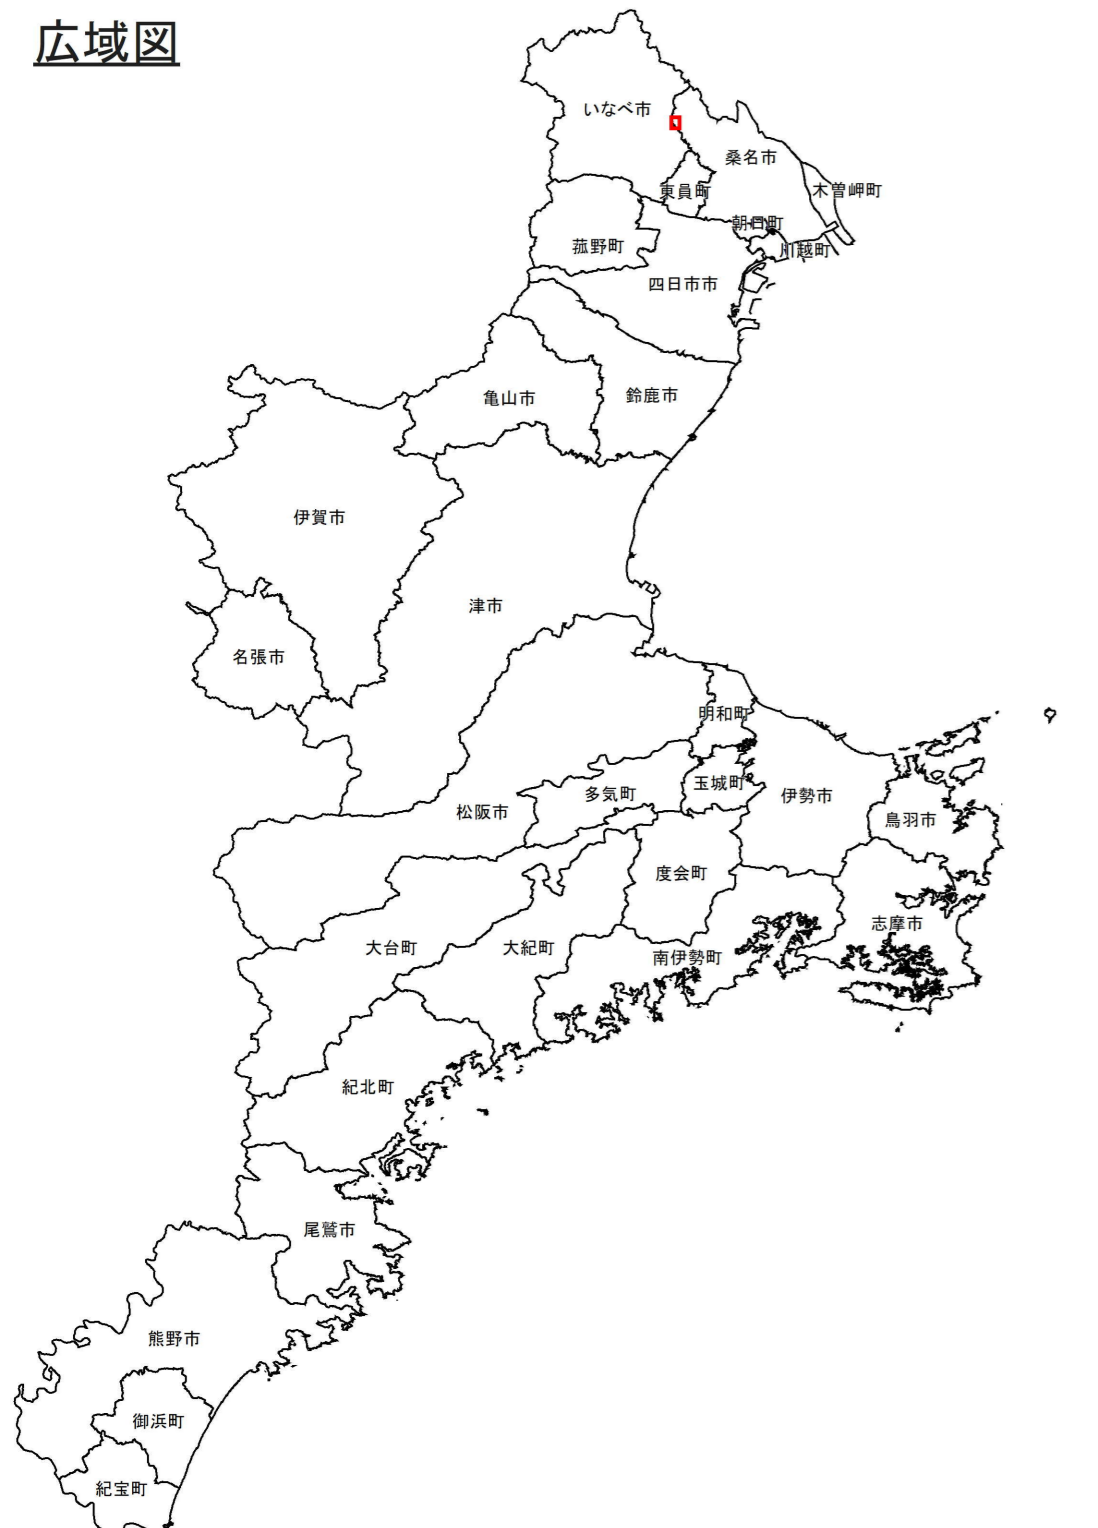 広域図
いなべ市
桑名市
東員町
木曽岬町
朝日町
菰野町
川越町
四日市市
亀山市
鈴鹿市
伊賀市
津市
名張市
明和町
玉城町
多気町
伊勢市
松阪市
鳥羽市
度会町
志摩市
大台町
大紀町
南伊勢町
紀北町
尾鷲市
熊野市
御浜町
紀宝町